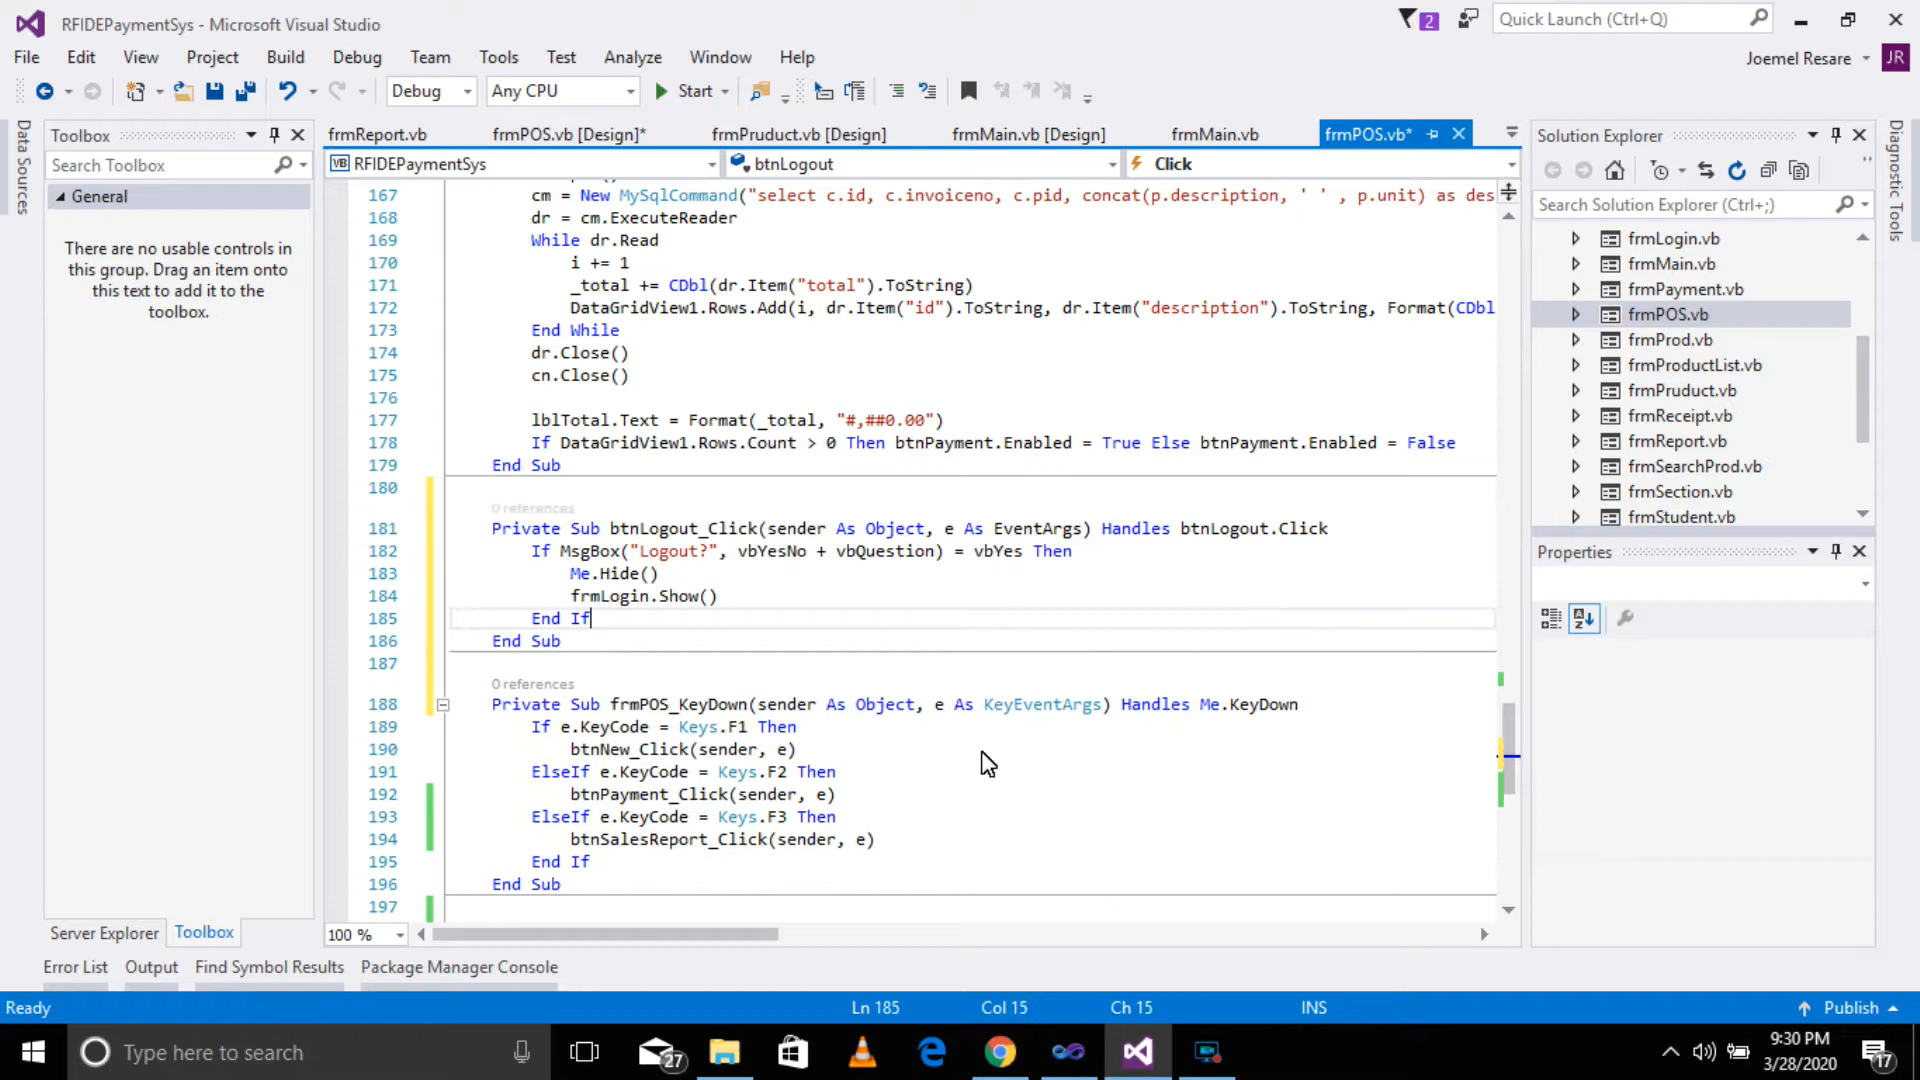 RFIDEPaymentSys - Microsoft Visual Studio
2
Quick Launch (Ctrl+Q)
File Edit View Project Build Debug Team Tools Test Analyze Window Help
Joemel Resare JR
Debug Any CPU Start
Data Sources
Toolbox
Search Toolbox
General
There are no usable controls in
this group. Drag an item onto
this text to add it to the
toolbox.
Server Explorer Toolbox
frmReport.vb frmPOS.vb [Design]* frmPruduct.vb [Design] frmMain.vb [Design] frmMain.vb frmPOS.vb*
VB RFIDEPaymentSys btnLogout Click
167 cm = New MySqlCommand("select c.id, c.invoiceno, c.pid, concat(p.description, ' ' , p.unit) as des
168 dr = cm.ExecuteReader
169 While dr.Read
170 i += 1
171 _total += CDbl(dr.Item("total").ToString)
172 DataGridView1.Rows.Add(i, dr.Item("id").ToString, dr.Item("description").ToString, Format(CDbl
173 End While
174 dr.Close()
175 cn.Close()
176
177 lblTotal.Text = Format(_total, "#,##0.00")
178 If DataGridView1.Rows.Count > 0 Then btnPayment.Enabled = True Else btnPayment.Enabled = False
179 End Sub
180
0 references
181 Private Sub btnLogout_Click(sender As Object, e As EventArgs) Handles btnLogout.Click
182 If MsgBox("Logout?", vbYesNo + vbQuestion) = vbYes Then
183 Me.Hide()
184 frmLogin.Show()
185 End If
186 End Sub
187
0 references
188 Private Sub frmPOS_KeyDown(sender As Object, e As KeyEventArgs) Handles Me.KeyDown
189 If e.KeyCode = Keys.F1 Then
190 btnNew_Click(sender, e)
191 ElseIf e.KeyCode = Keys.F2 Then
192 btnPayment_Click(sender, e)
193 ElseIf e.KeyCode = Keys.F3 Then
194 btnSalesReport_Click(sender, e)
195 End If
196 End Sub
197
100 %
Solution Explorer
Search Solution Explorer (Ctrl+;)
frmLogin.vb
frmMain.vb
frmPayment.vb
frmPOS.vb
frmProd.vb
frmProductList.vb
frmPruduct.vb
frmReceipt.vb
frmReport.vb
frmSearchProd.vb
frmSection.vb
frmStudent.vb
Properties
Diagnostic Tools
Error List Output Find Symbol Results Package Manager Console
Ready Ln 185 Col 15 Ch 15 INS Publish
Type here to search
27
9:30 PM
3/28/2020
17